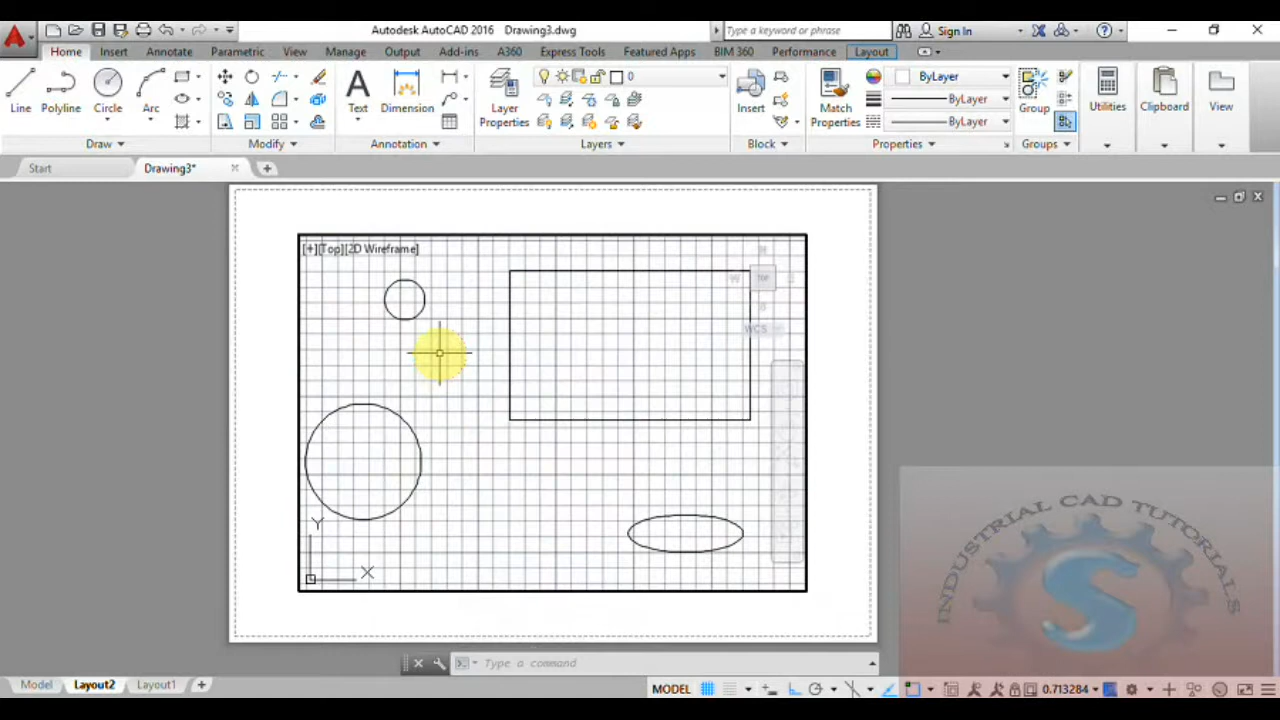 Autodesk AutoCAD 2016 Drawing3.dwg
Type a keyword or phrase
Sign In
Home Insert Annotate Parametric View Manage Output Add-ins A360 Express Tools Featured Apps BIM 360 Performance Layout
0
ByLayer
ByLayer
ByLayer
Line Polyline Circle Arc
Text Dimension
Layer Properties
Insert
Match Properties
Group
Utilities Clipboard View
Draw Modify Annotation Layers Block Properties Groups
Start Drawing3*
[+][Top][2D Wireframe]
W TOP
WCS
Y
X
INDUSTRIAL CAD TUTORIALS
S
Type a command
Model Layout2 Layout1
MODEL 0.713284